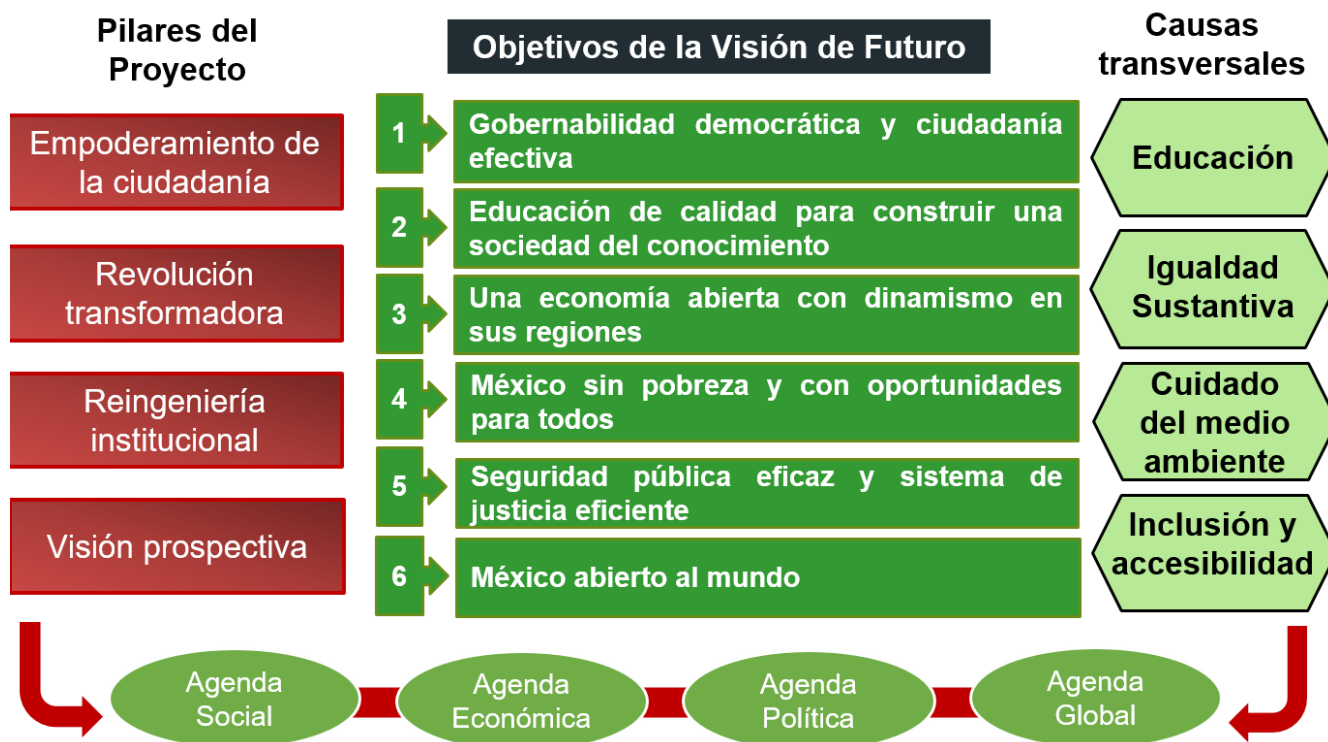 Pilares del
Proyecto
Empoderamiento de
la ciudadanía
Revolución
transformadora
Reingeniería
institucional
Visión prospectiva
Objetivos de la Visión de Futuro
1
Gobernabilidad democrática y ciudadanía
efectiva
2
Educación de calidad para construir una
sociedad del conocimiento
3
Una economía abierta con dinamismo en
sus regiones
4
México sin pobreza y con oportunidades
para todos
5
Seguridad pública eficaz y sistema de
justicia eficiente
6
México abierto al mundo
Causas
transversales
Educación
Igualdad
Sustantiva
Cuidado
del medio
ambiente
Inclusión y
accesibilidad
Agenda
Social
Agenda
Económica
Agenda
Política
Agenda
Global